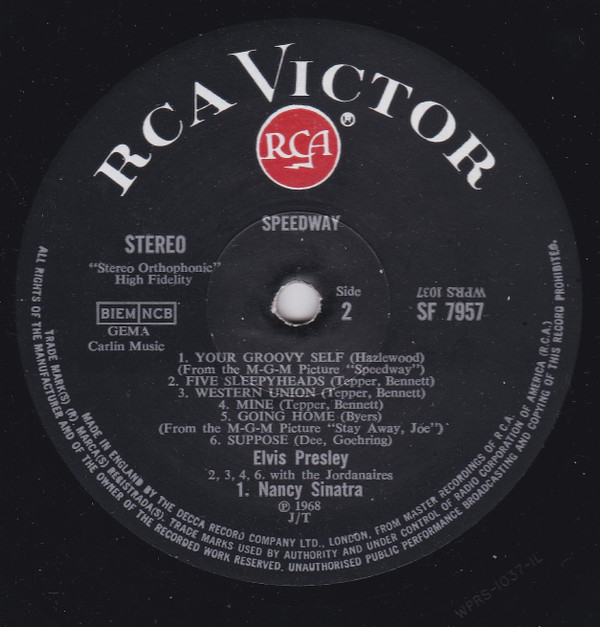 RCA VICTOR
RCA
®
SPEEDWAY
STEREO
"Stereo Orthophonic"
High Fidelity
BIEM NCB
GEMA
Carlin Music
Side
2
WPRS 1037
SF 7957
1. YOUR GROOVY SELF (Hazlewood)
(From the M-G-M Picture "Speedway")
2. FIVE SLEEPYHEADS (Tepper, Bennett)
3. WESTERN UNION (Tepper, Bennett)
4. MINE (Tepper, Bennett)
5. GOING HOME (Byers)
(From the M-G-M Picture "Stay Away, Joe")
6. SUPPOSE (Dee, Goehring)
Elvis Presley
2, 3, 4, 6. with the Jordanaires
1. Nancy Sinatra
℗ 1968
J/T
MADE IN ENGLAND BY THE DECCA RECORD COMPANY LTD., LONDON, FROM MASTER RECORDINGS OF R.C.A.
TRADE MARK(S) (R). MARCA(S) REGISTRADA(S). TRADE MARKS USED BY AUTHORITY AND UNDER CONTROL OF RADIO CORPORATION OF AMERICA (R.C.A.)
ALL RIGHTS OF THE MANUFACTURER AND OF THE OWNER OF THE RECORDED WORK RESERVED. UNAUTHORISED PUBLIC PERFORMANCE BROADCASTING AND COPYING OF THIS RECORD PROHIBITED.
WPRS-1037-1L